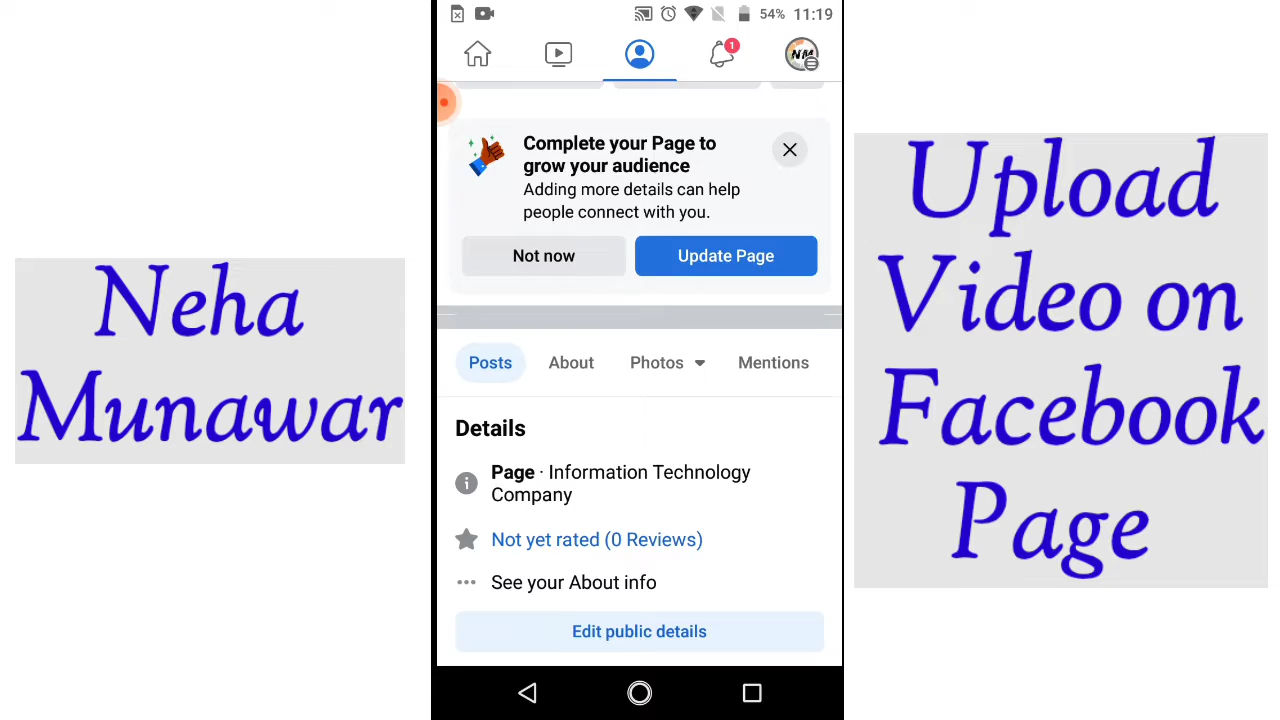 Neha
Munawar
54% 11:19
1
NM
Complete your Page to
grow your audience
Adding more details can help
people connect with you.
Not now
Update Page
Posts
About
Photos
Mentions
Details
Page · Information Technology
Company
Not yet rated (0 Reviews)
See your About info
Edit public details
Upload
Video on
Facebook
Page